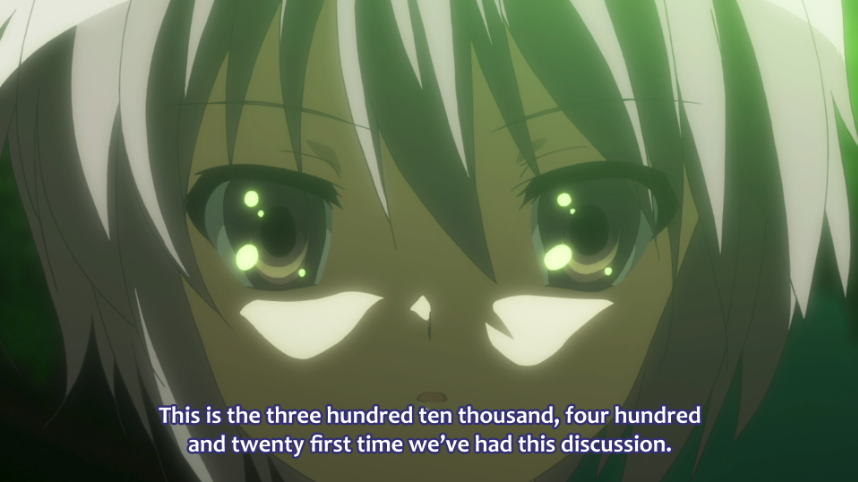 This is the three hundred ten thousand, four hundred
and twenty first time we've had this discussion.